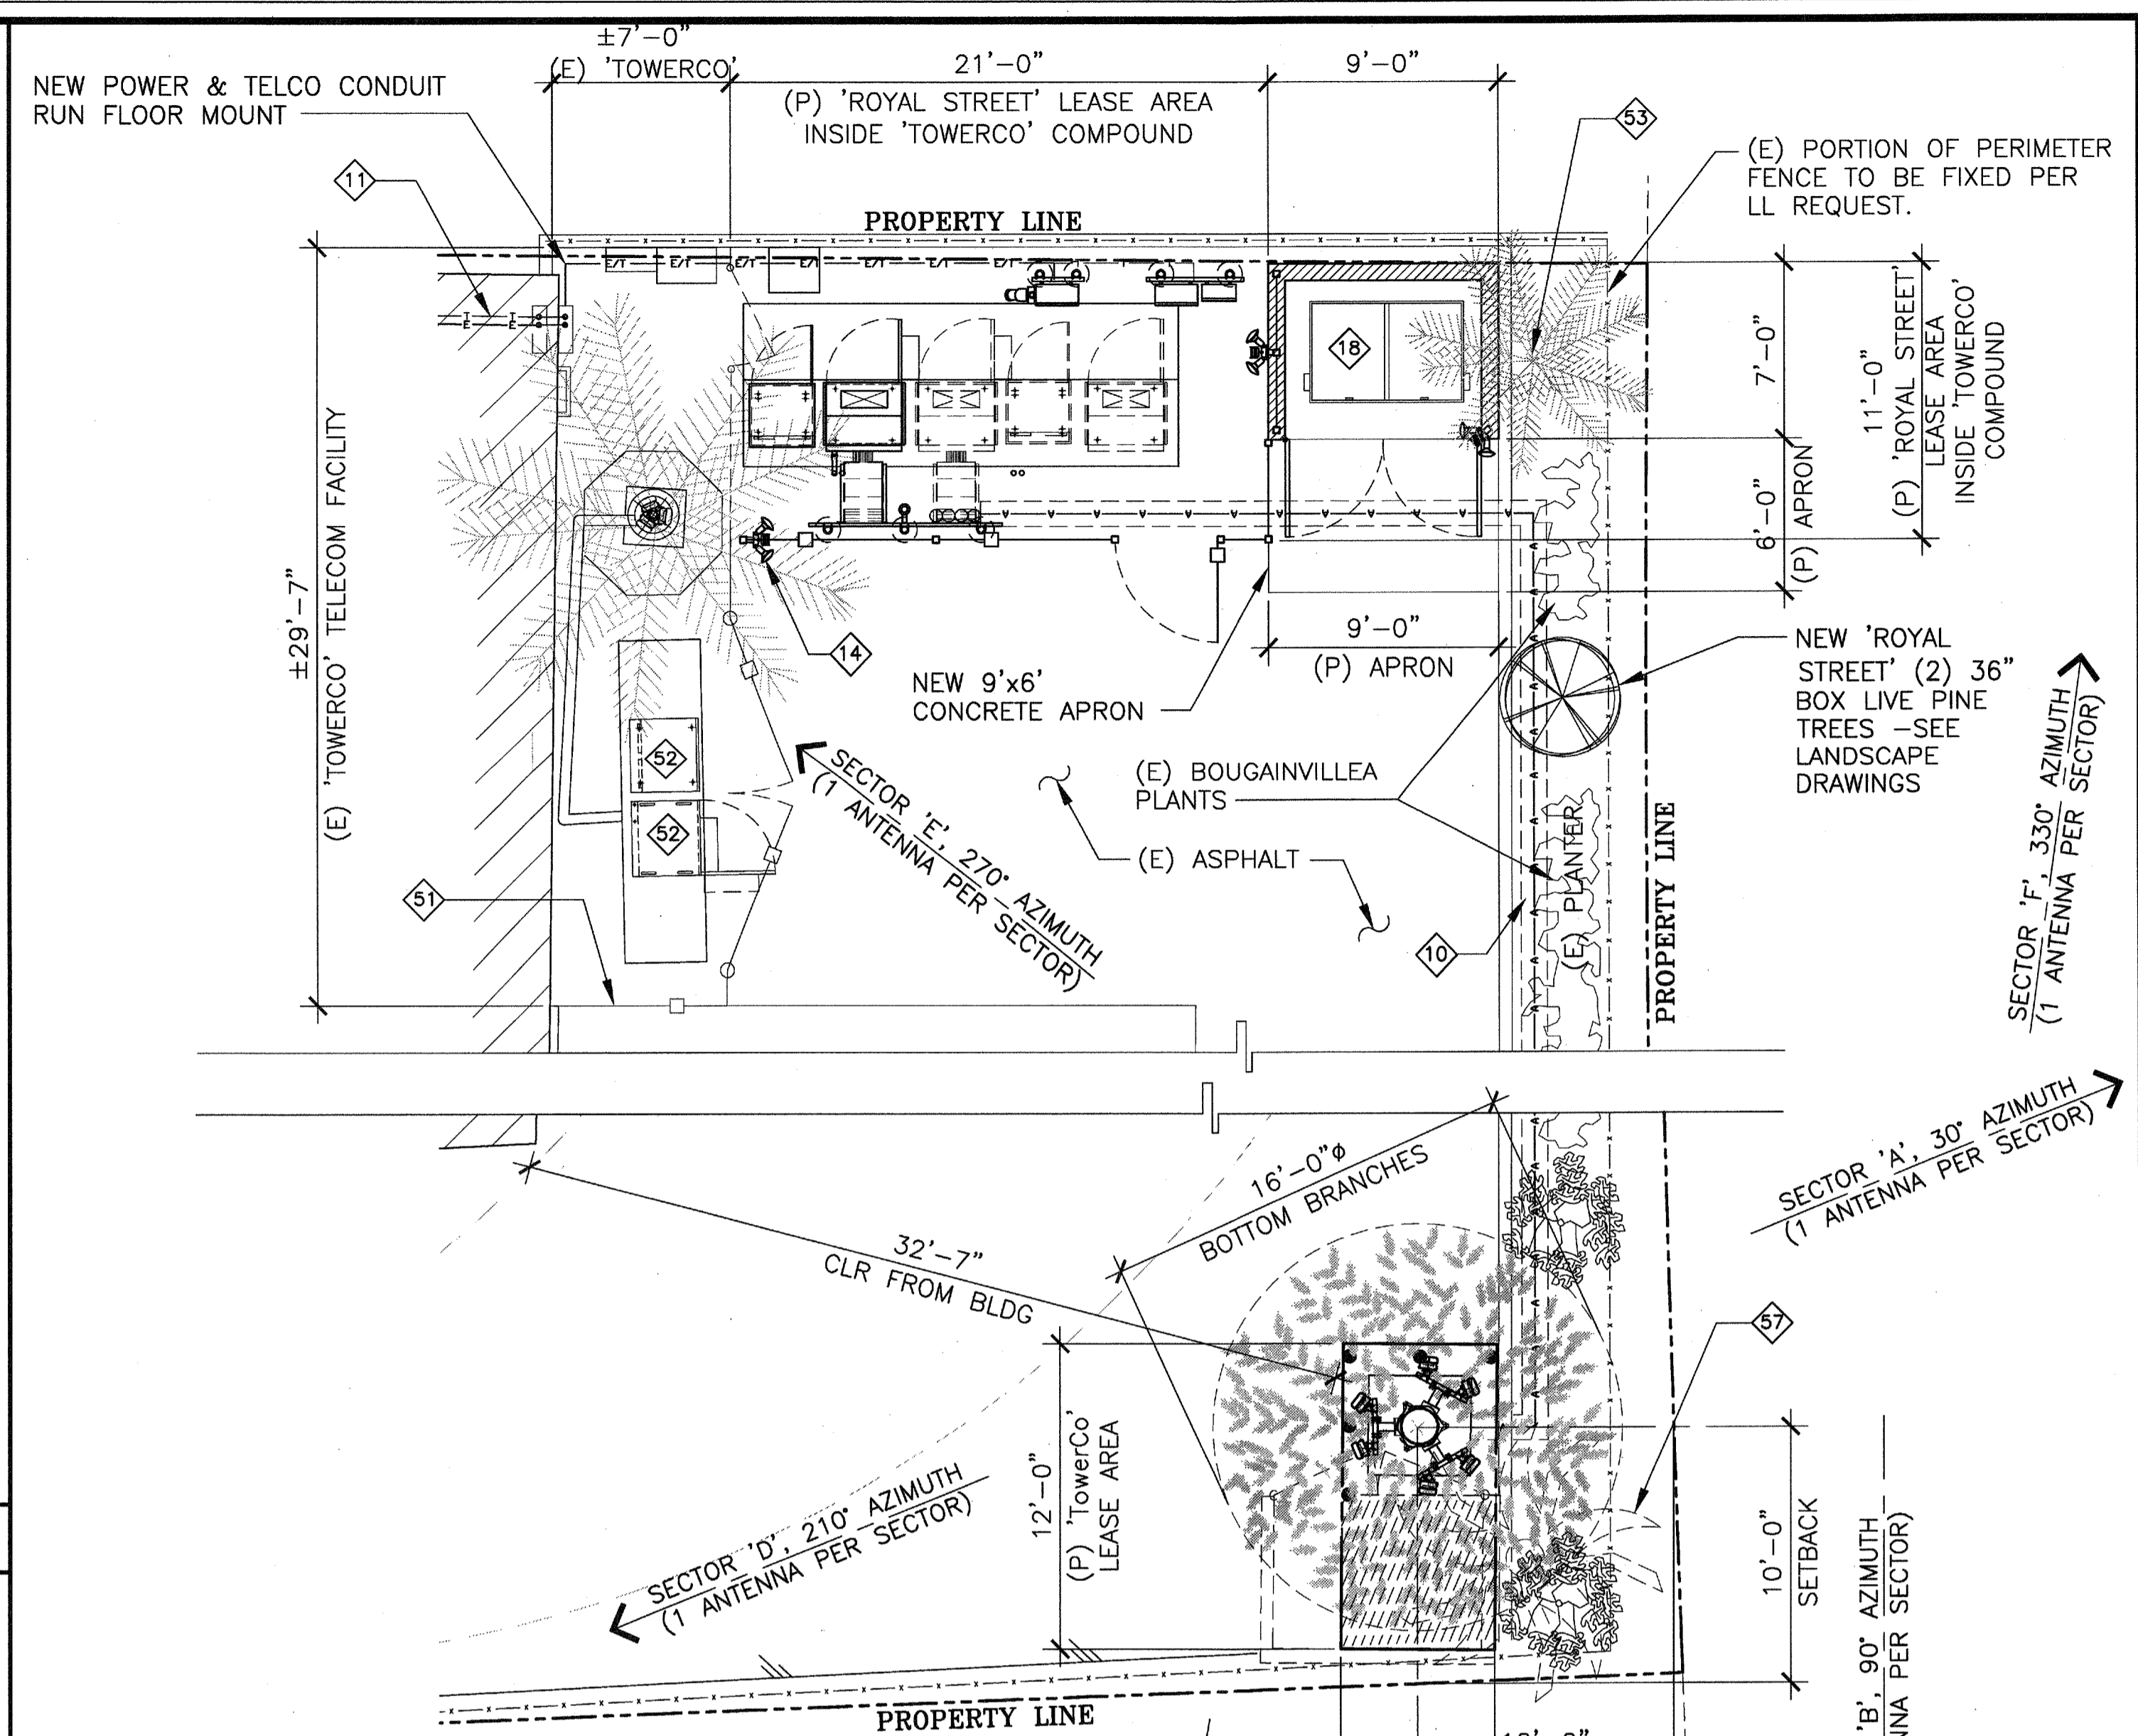 ±7'-0"
(E) 'TOWERCO'
21'-0"
(P) 'ROYAL STREET' LEASE AREA
INSIDE 'TOWERCO' COMPOUND
9'-0"
NEW POWER & TELCO CONDUIT
RUN FLOOR MOUNT
11
53
(E) PORTION OF PERIMETER
FENCE TO BE FIXED PER
LL REQUEST.
PROPERTY LINE
E/T E/T E/T E/T E/T E/T E/T
T T
E E
18
7'-0"
11'-0"
(P) 'ROYAL STREET'
LEASE AREA
INSIDE 'TOWERCO'
COMPOUND
6'-0"
(P) APRON
±29'-7"
(E) 'TOWERCO' TELECOM FACILITY
14
NEW 9'x6'
CONCRETE APRON
9'-0"
(P) APRON
NEW 'ROYAL
STREET' (2) 36"
BOX LIVE PINE
TREES –SEE
LANDSCAPE
DRAWINGS
52
52
SECTOR 'E', 270° AZIMUTH
(1 ANTENNA PER SECTOR)
(E) BOUGAINVILLEA
PLANTS
(E) ASPHALT
51
10
(E) PLANTER
PROPERTY LINE
SECTOR 'F', 330° AZIMUTH
(1 ANTENNA PER SECTOR)
SECTOR 'A', 30° AZIMUTH
(1 ANTENNA PER SECTOR)
16'-0"ϕ
BOTTOM BRANCHES
32'-7"
CLR FROM BLDG
57
12'-0"
(P) 'TowerCo'
LEASE AREA
SECTOR 'D', 210° AZIMUTH
(1 ANTENNA PER SECTOR)
10'-0"
SETBACK
'B', 90° AZIMUTH
PER SECTOR)
PROPERTY LINE